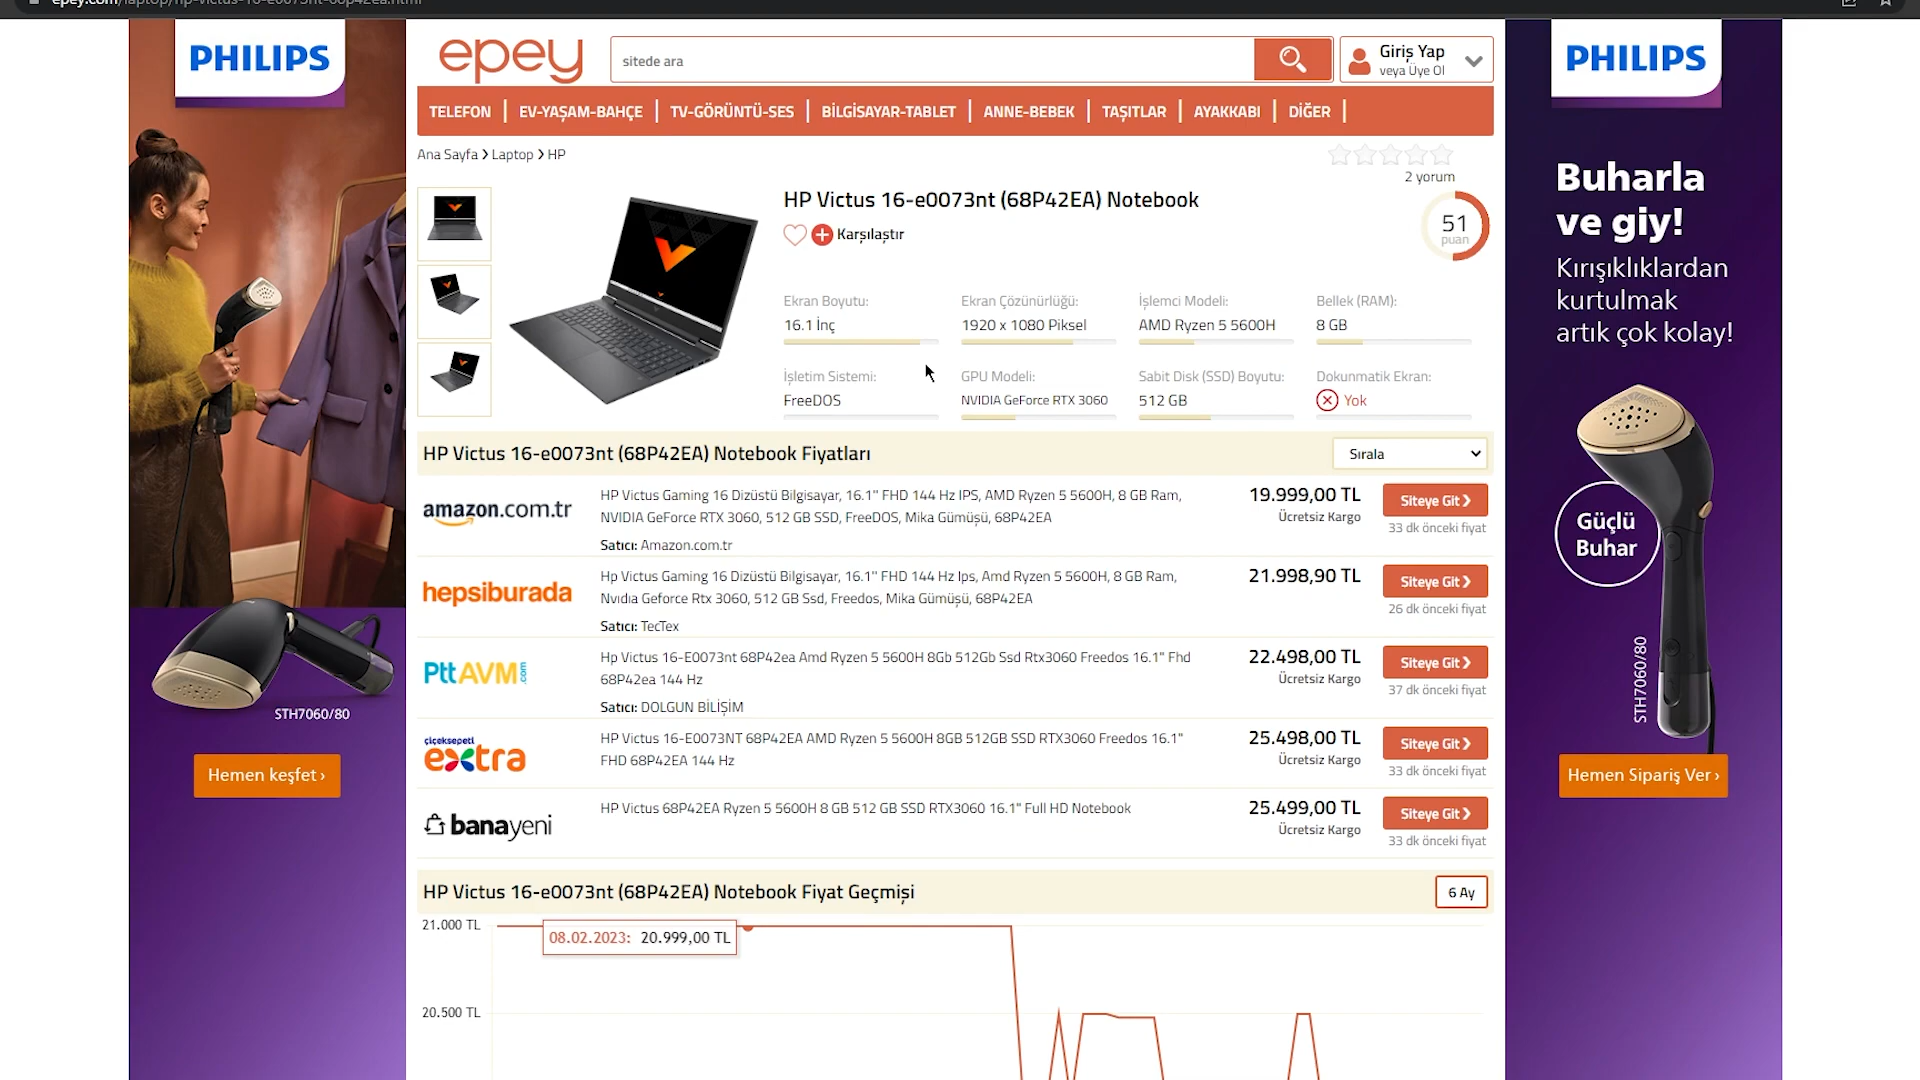 epey.com/laptop/hp-victus-16-e0073nt-68p42ea.html
PHILIPS
STH7060/80
Hemen keşfet ›
epey
sitede ara
Giriş Yap
veya Üye Ol
TELEFON
EV-YAŞAM-BAHÇE
TV-GÖRÜNTÜ-SES
BİLGİSAYAR-TABLET
ANNE-BEBEK
TAŞITLAR
AYAKKABI
DİĞER
Ana Sayfa ❯ Laptop ❯ HP
2 yorum
HP Victus 16-e0073nt (68P42EA) Notebook
Karşılaştır
51
puan
Ekran Boyutu:
16.1 İnç
Ekran Çözünürlüğü:
1920 x 1080 Piksel
İşlemci Modeli:
AMD Ryzen 5 5600H
Bellek (RAM):
8 GB
İşletim Sistemi:
FreeDOS
GPU Modeli:
NVIDIA GeForce RTX 3060
Sabit Disk (SSD) Boyutu:
512 GB
Dokunmatik Ekran:
Yok
HP Victus 16-e0073nt (68P42EA) Notebook Fiyatları
Sırala
amazon.com.tr
HP Victus Gaming 16 Dizüstü Bilgisayar, 16.1" FHD 144 Hz IPS, AMD Ryzen 5 5600H, 8 GB Ram,
NVIDIA GeForce RTX 3060, 512 GB SSD, FreeDOS, Mika Gümüşü, 68P42EA
Satıcı: Amazon.com.tr
19.999,00 TL
Ücretsiz Kargo
Siteye Git ❯
33 dk önceki fiyat
hepsiburada
Hp Victus Gaming 16 Dizüstü Bilgisayar, 16.1" FHD 144 Hz Ips, Amd Ryzen 5 5600H, 8 GB Ram,
Nvıdıa Geforce Rtx 3060, 512 GB Ssd, Freedos, Mika Gümüşü, 68P42EA
Satıcı: TecTex
21.998,90 TL
Siteye Git ❯
26 dk önceki fiyat
PttAVM.com
Hp Victus 16-E0073nt 68P42ea Amd Ryzen 5 5600H 8Gb 512Gb Ssd Rtx3060 Freedos 16.1" Fhd
68P42ea 144 Hz
Satıcı: DOLGUN BİLİŞİM
22.498,00 TL
Ücretsiz Kargo
Siteye Git ❯
37 dk önceki fiyat
çiçeksepeti
extra
HP Victus 16-E0073NT 68P42EA AMD Ryzen 5 5600H 8GB 512GB SSD RTX3060 Freedos 16.1"
FHD 68P42EA 144 Hz
25.498,00 TL
Ücretsiz Kargo
Siteye Git ❯
33 dk önceki fiyat
banayeni
HP Victus 68P42EA Ryzen 5 5600H 8 GB 512 GB SSD RTX3060 16.1" Full HD Notebook
25.499,00 TL
Ücretsiz Kargo
Siteye Git ❯
33 dk önceki fiyat
HP Victus 16-e0073nt (68P42EA) Notebook Fiyat Geçmişi
6 Ay
21.000 TL
08.02.2023: 20.999,00 TL
20.500 TL
PHILIPS
Buharla
ve giy!
Kırışıklıklardan
kurtulmak
artık çok kolay!
Güçlü
Buhar
STH7060/80
Hemen Sipariş Ver ›